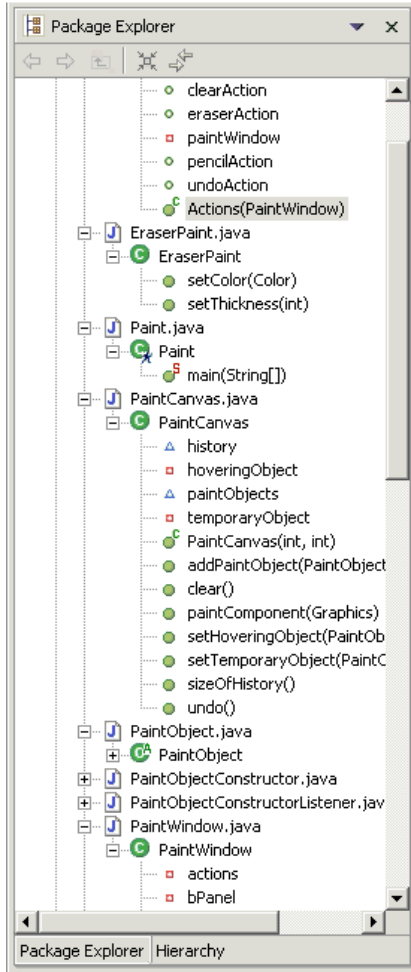 Package Explorer
clearAction
eraserAction
paintWindow
pencilAction
undoAction
Actions(PaintWindow)
EraserPaint.java
EraserPaint
setColor(Color)
setThickness(int)
Paint.java
Paint
main(String[])
PaintCanvas.java
PaintCanvas
history
hoveringObject
paintObjects
temporaryObject
PaintCanvas(int, int)
addPaintObject(PaintObject
clear()
paintComponent(Graphics)
setHoveringObject(PaintOb
setTemporaryObject(PaintC
sizeOfHistory()
undo()
PaintObject.java
PaintObject
PaintObjectConstructor.java
PaintObjectConstructorListener.jav
PaintWindow.java
PaintWindow
actions
bPanel
Package Explorer Hierarchy